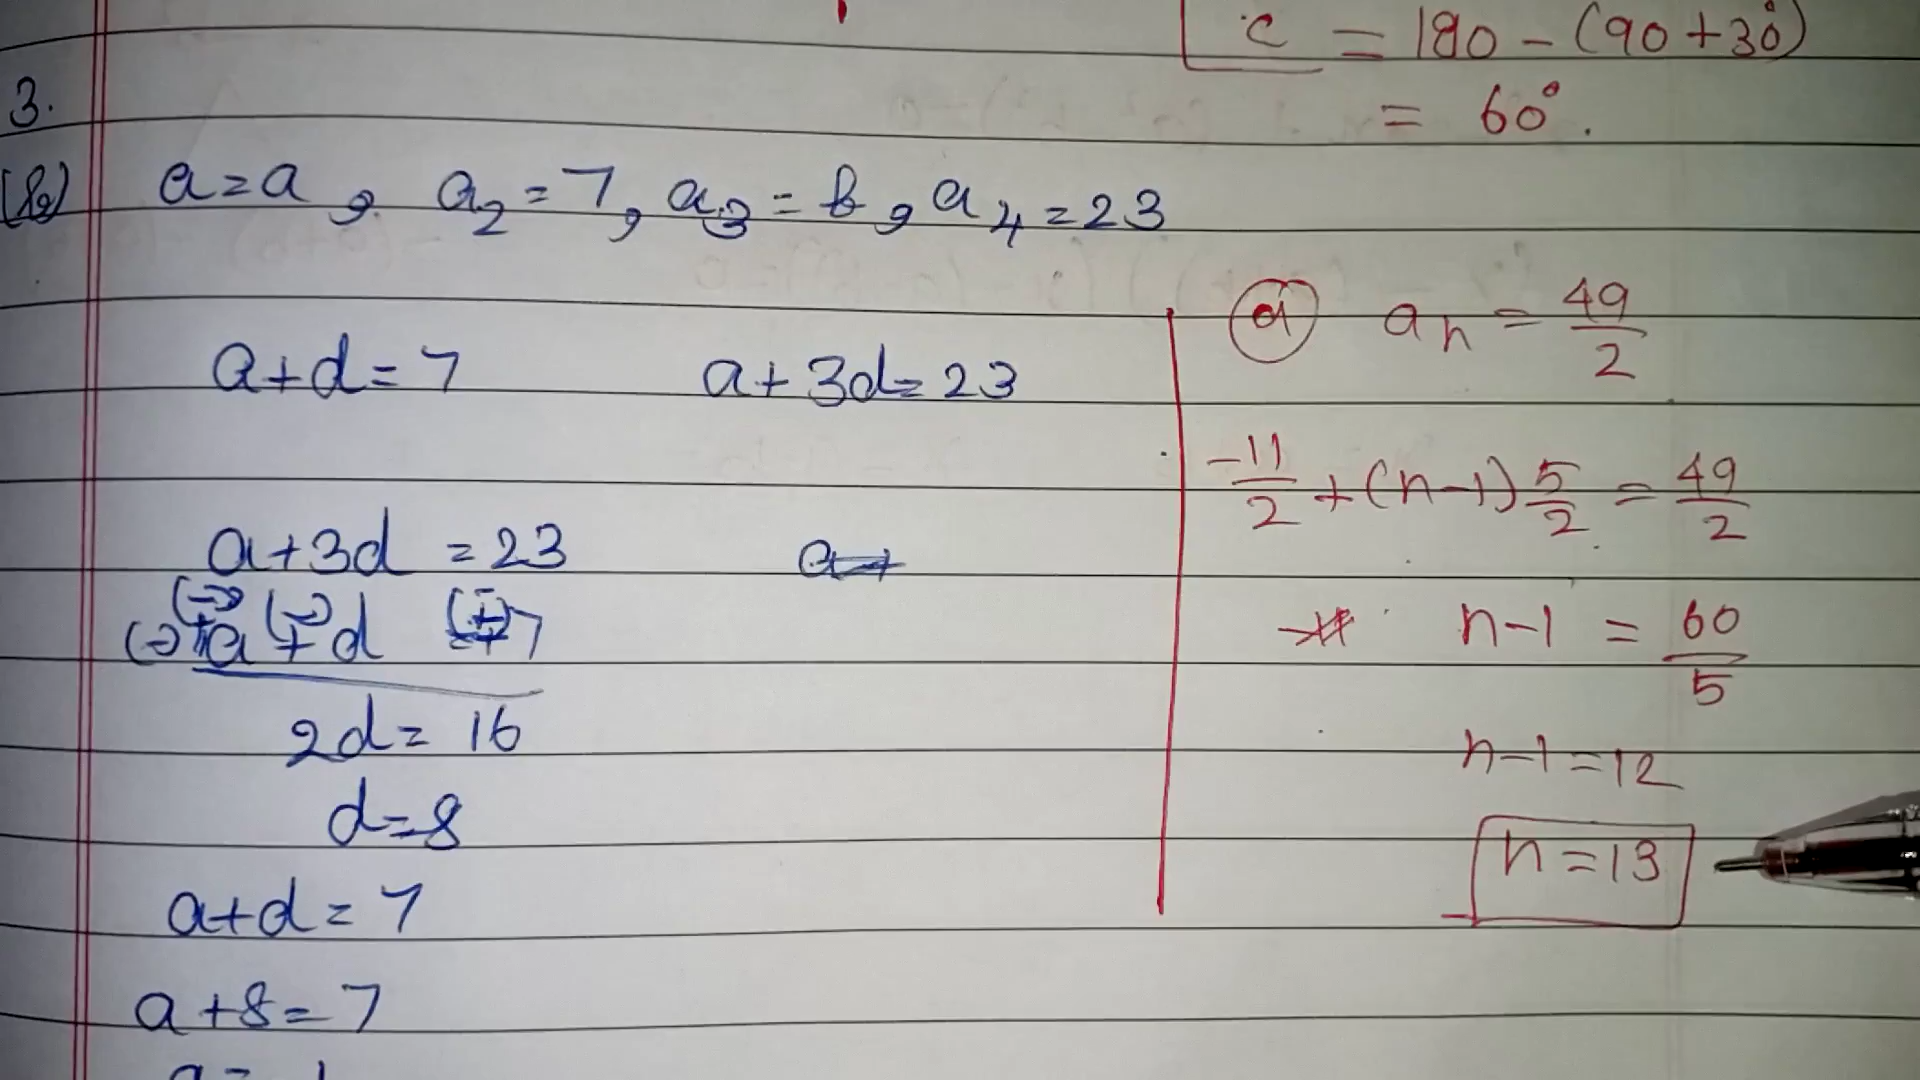 c = 180 - (90 + 30°)
= 60°.
3.
(b) a = a, a2 = 7, a3 = b, a4 = 23
a + d = 7 a + 3d = 23
a + 3d = 23
(-) a + d 7
2d = 16
d = 8
a + d = 7
a + 8 = 7
a an = 49/2
-11/2 + (n-1) 5/2 = 49/2
n-1 = 60/5
n-1 = 12
n = 13